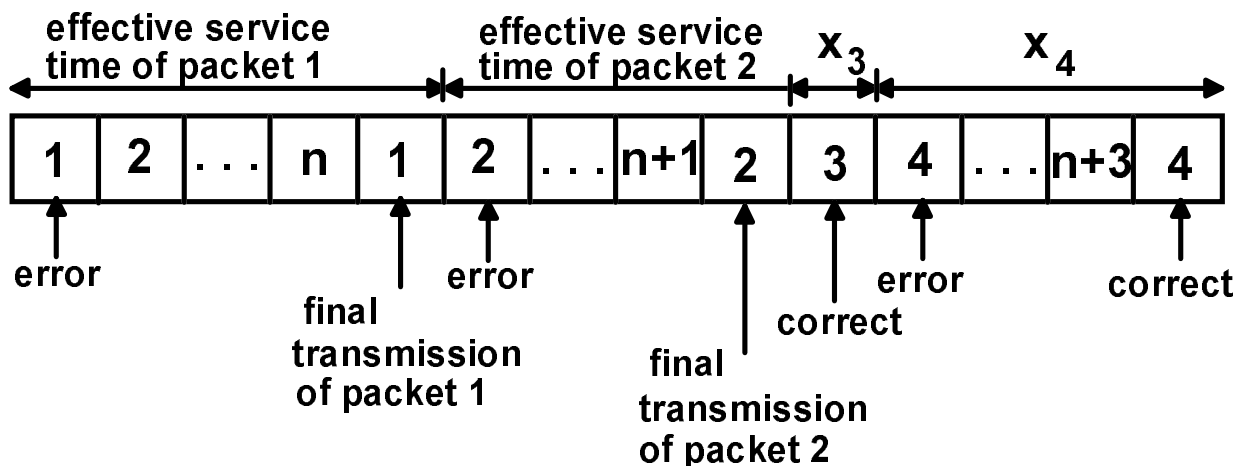 effective service
time of packet 1
effective service
time of packet 2
x3
x4
1 2 . . . n 1 2 . . . n+1 2 3 4 . . . n+3 4
error
final
transmission
of packet 1
error
final
transmission
of packet 2
correct
error
correct